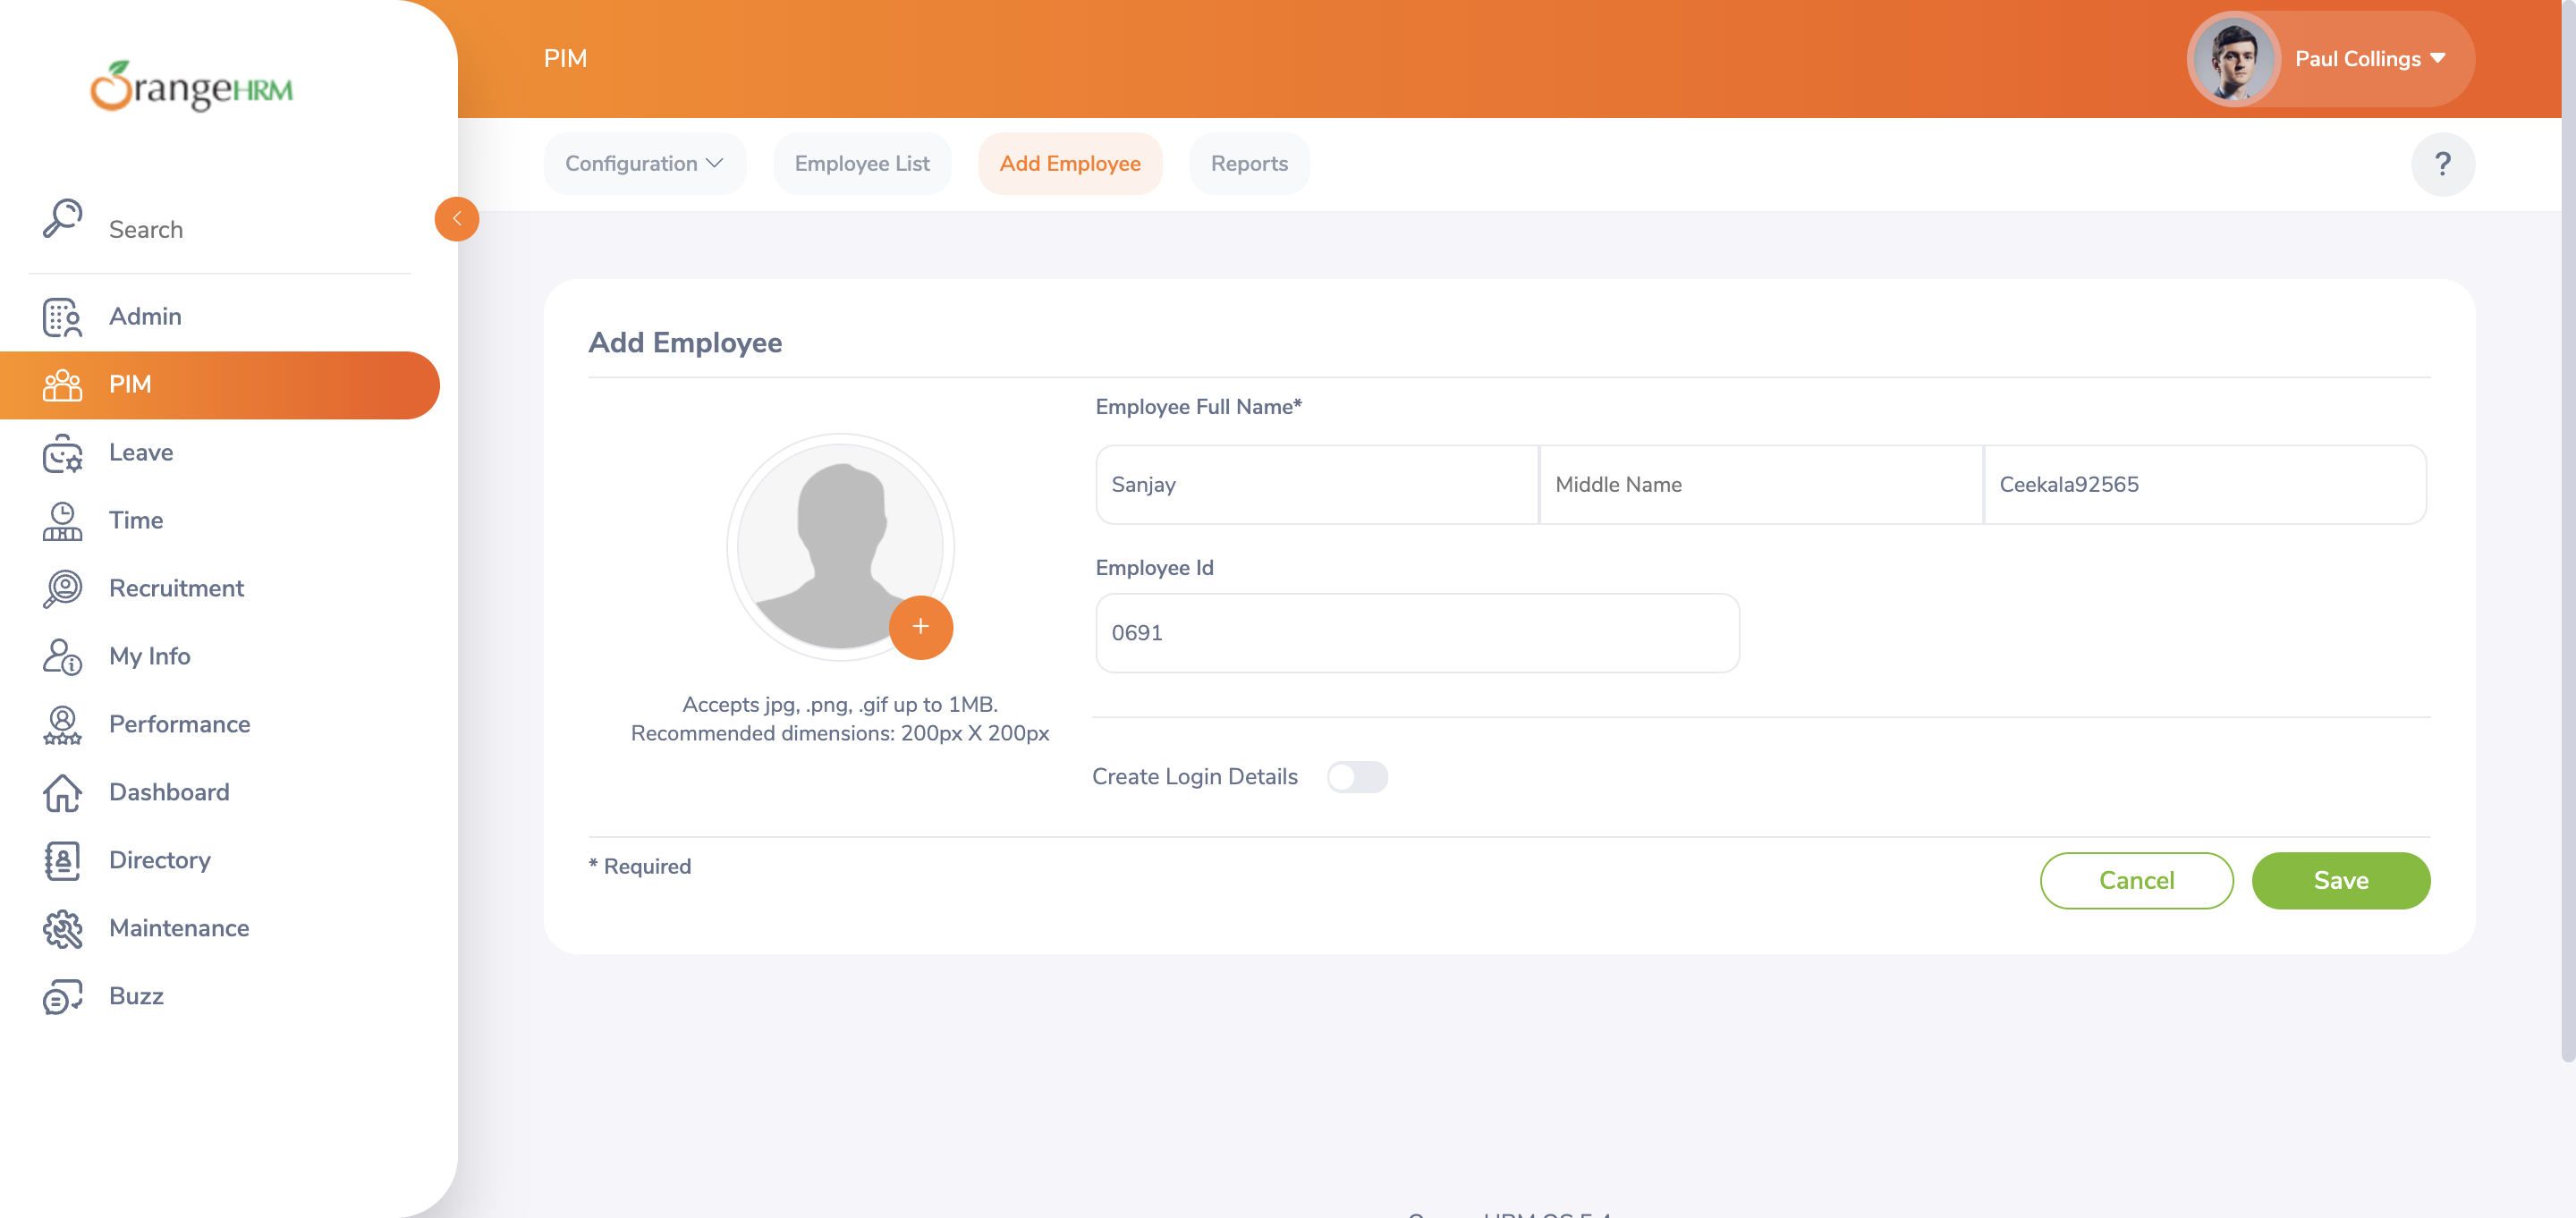 OrangeHRM
PIM
Paul Collings
Configuration
Employee List
Add Employee
Reports
?
Search
Admin
PIM
Leave
Time
Recruitment
My Info
Performance
Dashboard
Directory
Maintenance
Buzz
Add Employee
Employee Full Name*
Sanjay
Middle Name
Ceekala92565
Employee Id
0691
Accepts jpg, .png, .gif up to 1MB.
Recommended dimensions: 200px X 200px
Create Login Details
* Required
Cancel
Save